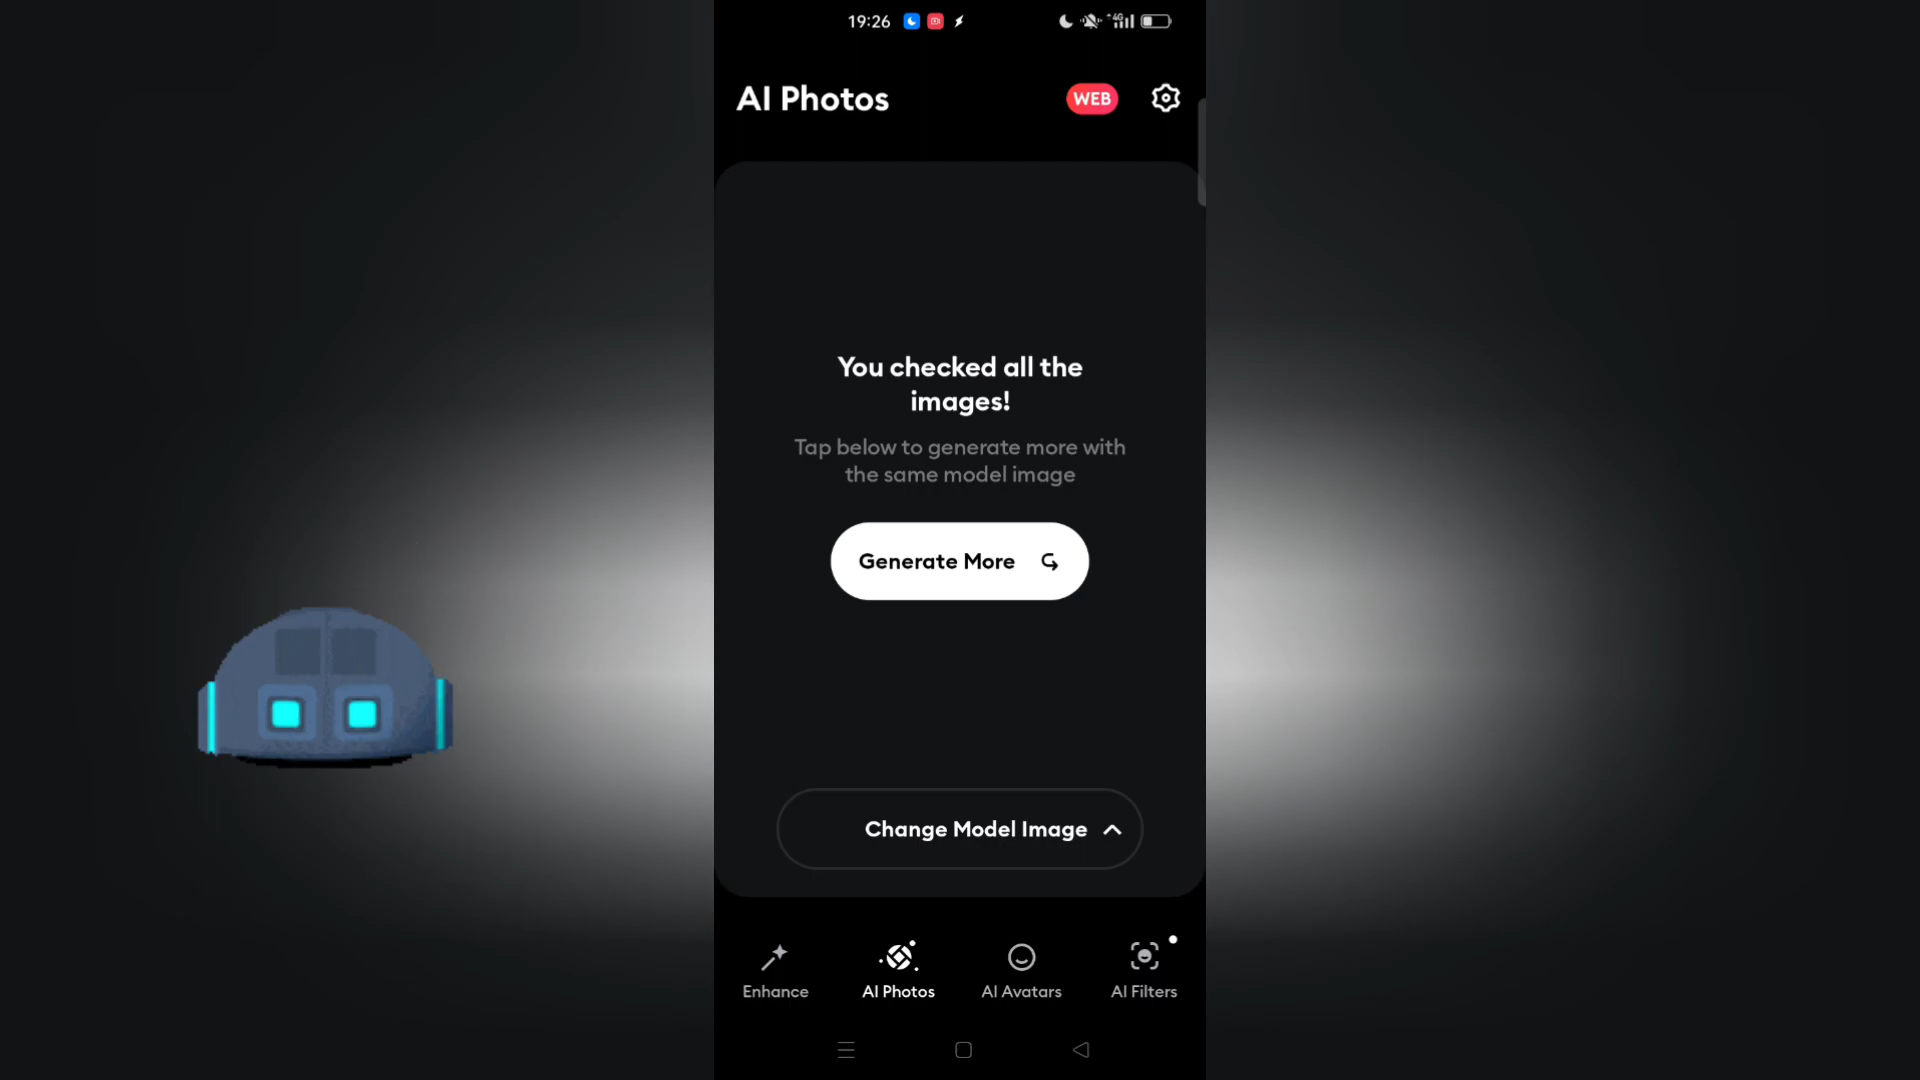 19:26
4G
AI Photos
WEB
You checked all the
images!
Tap below to generate more with
the same model image
Generate More
Change Model Image
Enhance
AI Photos
AI Avatars
AI Filters